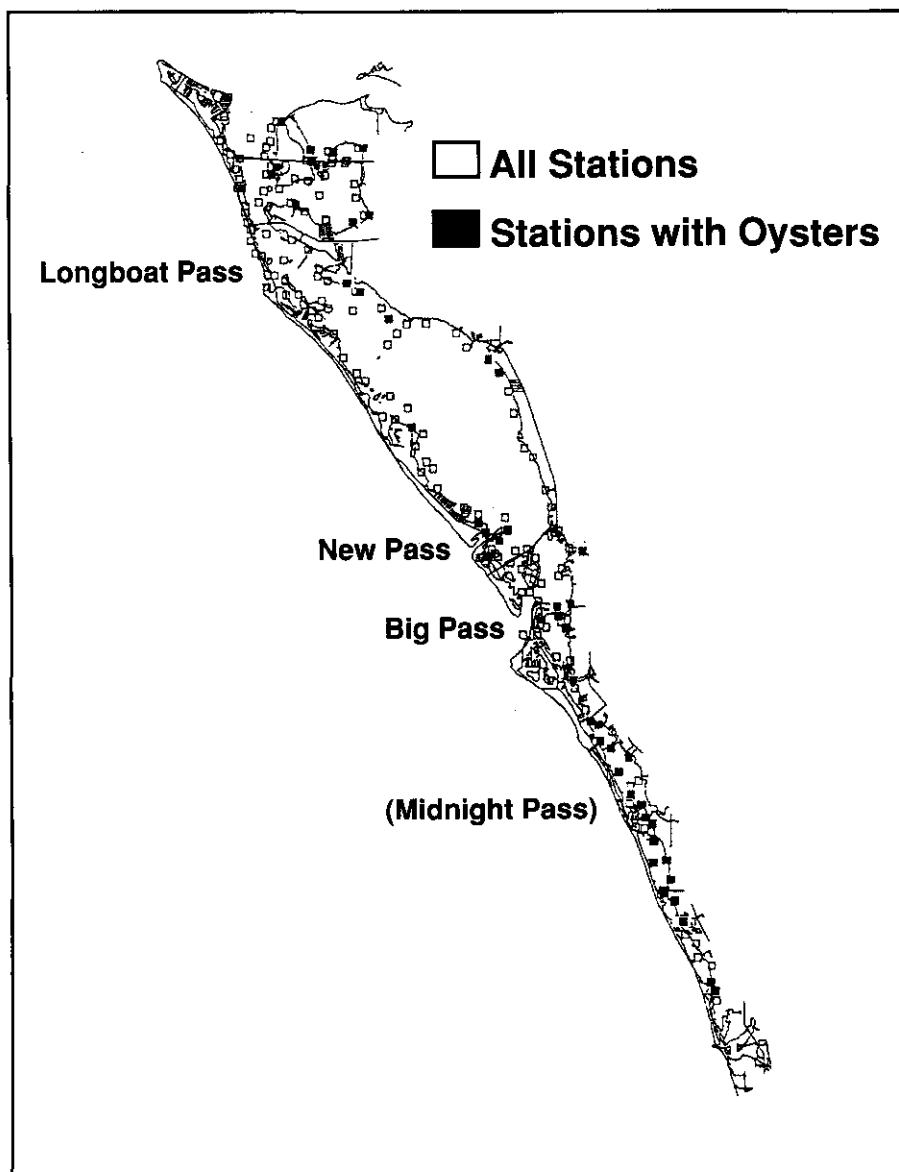 All Stations
Stations with Oysters
Longboat Pass
New Pass
Big Pass
(Midnight Pass)